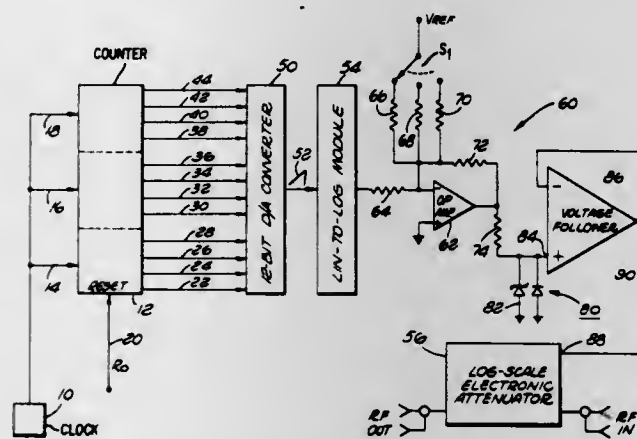 COUNTER
44
42
40
38
36
34
32
30
28
26
24
22
18
16
14
RESET
12
20
R0
10
CLOCK
50
12-BIT D/A CONVERTER
52
54
LIN-TO-LOG MODULE
VREF
S1
66
68
70
72
60
64
-
OP AMP
62
74
82
80
84
-
+
86
VOLTAGE FOLLOWER
90
56
88
LOG-SCALE
ELECTRONIC
ATTENUATOR
RF
OUT
RF
IN